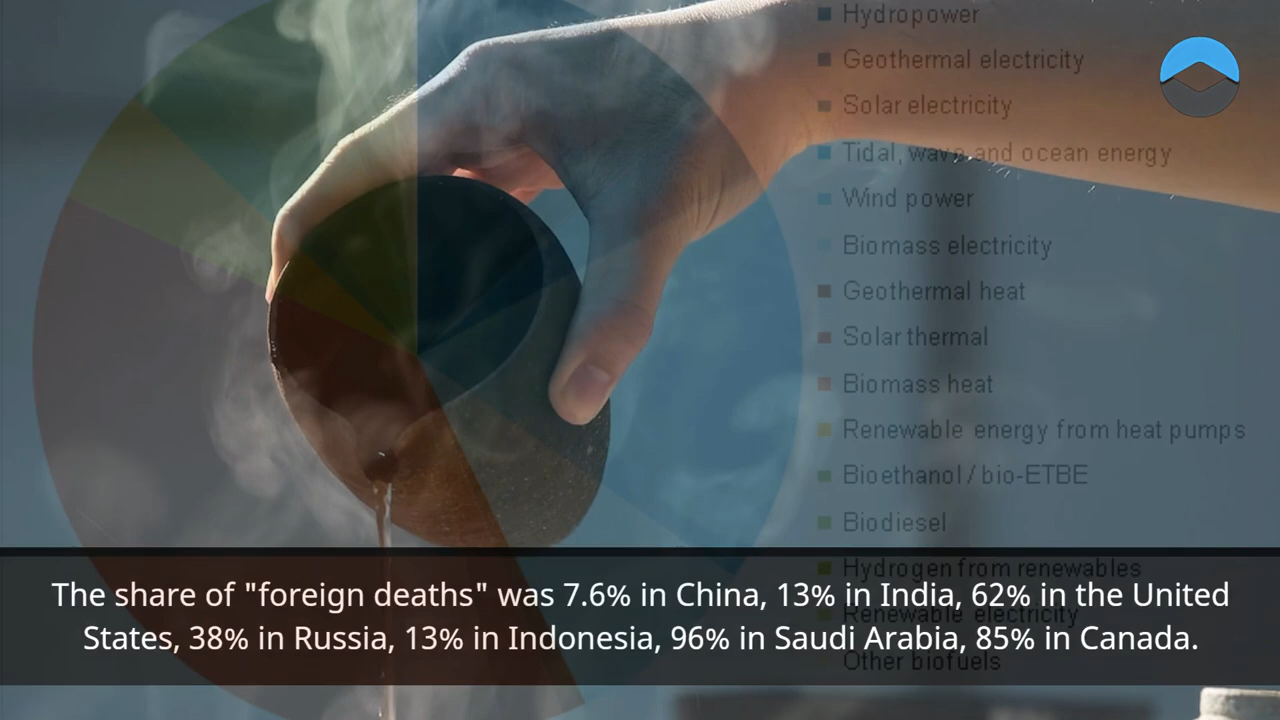 Hydropower
Geothermal electricity
Solar electricity
Tidal, wave and ocean energy
Wind power
Biomass electricity
Geothermal heat
Solar thermal
Biomass heat
Renewable energy from heat pumps
Bioethanol / bio-ETBE
Biodiesel
Hydrogen from renewables
The share of "foreign deaths" was 7.6% in China, 13% in India, 62% in the United
Renewable electricity
States, 38% in Russia, 13% in Indonesia, 96% in Saudi Arabia, 85% in Canada.
Other biofuels